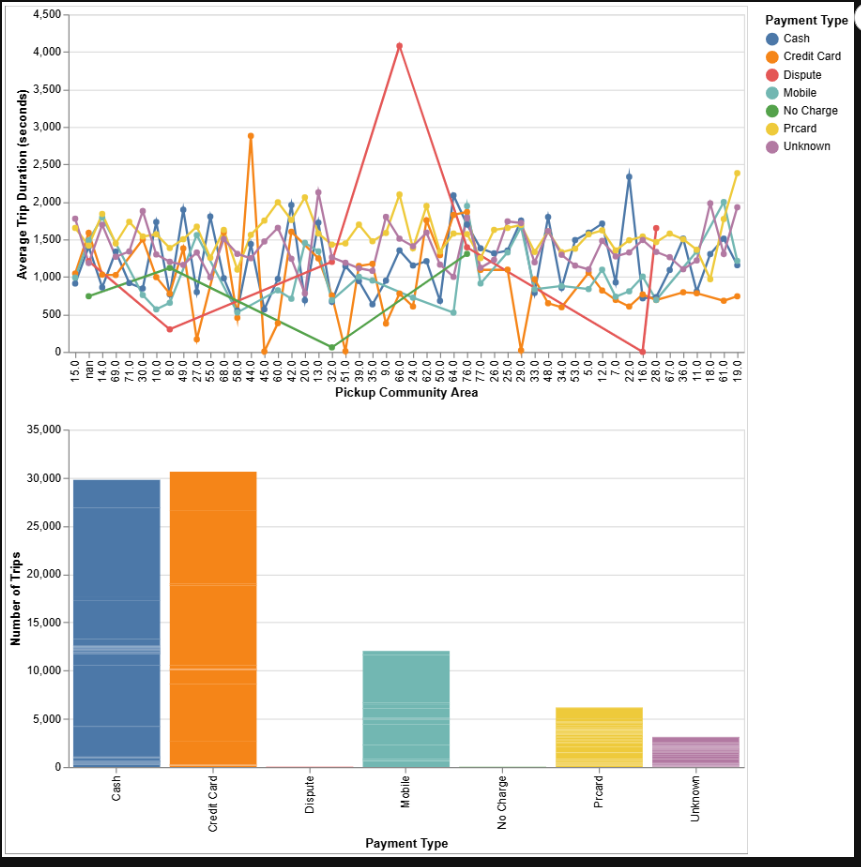 4,500
4,000
3,500
3,000
2,500
2,000
1,500
1,000
500
0
Average Trip Duration (seconds)
15.0 nan 14.0 69.0 71.0 30.0 10.0 8.0 49.0 27.0 55.0 68.0 58.0 44.0 45.0 60.0 42.0 20.0 13.0 32.0 51.0 39.0 35.0 9.0 66.0 24.0 62.0 50.0 64.0 76.0 77.0 26.0 25.0 29.0 33.0 48.0 34.0 53.0 5.0 12.0 7.0 22.0 16.0 28.0 67.0 36.0 11.0 18.0 61.0 19.0
Pickup Community Area
Payment Type
Cash
Credit Card
Dispute
Mobile
No Charge
Prcard
Unknown
35,000
30,000
25,000
20,000
15,000
10,000
5,000
0
Number of Trips
Cash
Credit Card
Dispute
Mobile
No Charge
Prcard
Unknown
Payment Type